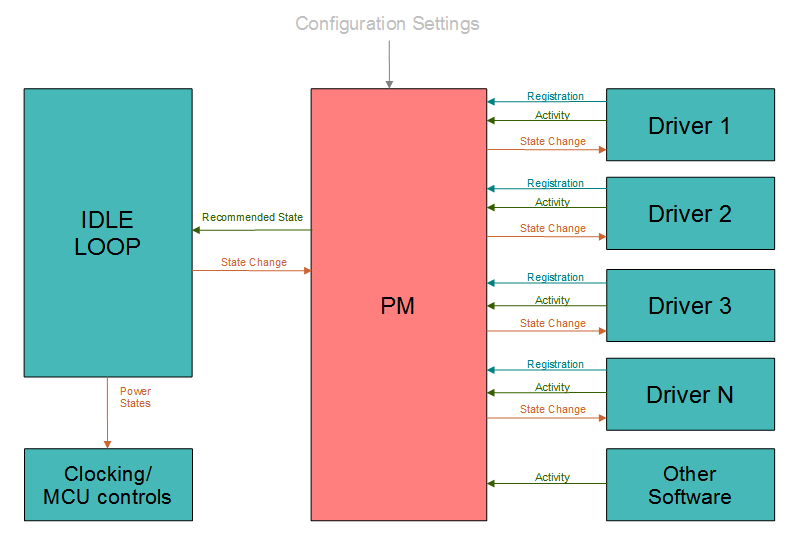 Configuration Settings
IDLE
LOOP
Recommended State
State Change
Power
States
Clocking/
MCU controls
PM
Registration
Activity
State Change
Driver 1
Registration
Activity
State Change
Driver 2
Registration
Activity
State Change
Driver 3
Registration
Activity
State Change
Driver N
Activity
Other
Software